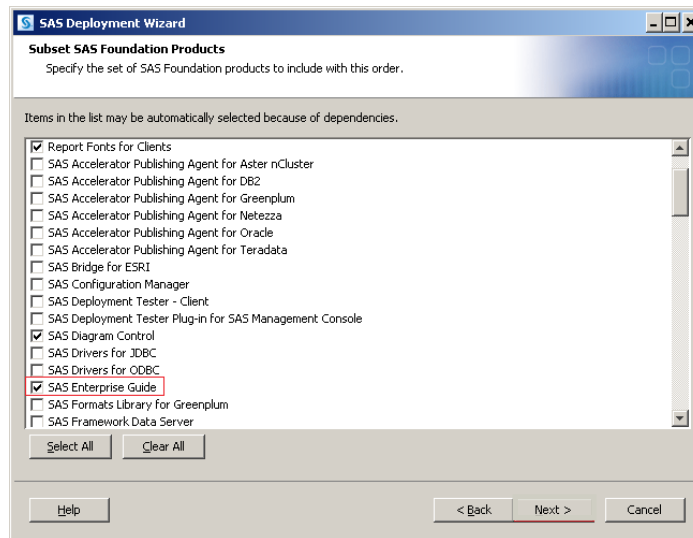 SAS Deployment Wizard
Subset SAS Foundation Products
Specify the set of SAS Foundation products to include with this order.
Items in the list may be automatically selected because of dependencies.
Report Fonts for Clients
SAS Accelerator Publishing Agent for Aster nCluster
SAS Accelerator Publishing Agent for DB2
SAS Accelerator Publishing Agent for Greenplum
SAS Accelerator Publishing Agent for Netezza
SAS Accelerator Publishing Agent for Oracle
SAS Accelerator Publishing Agent for Teradata
SAS Bridge for ESRI
SAS Configuration Manager
SAS Deployment Tester - Client
SAS Deployment Tester Plug-in for SAS Management Console
SAS Diagram Control
SAS Drivers for JDBC
SAS Drivers for ODBC
SAS Enterprise Guide
SAS Formats Library for Greenplum
SAS Framework Data Server
Select All Clear All
Help < Back Next > Cancel